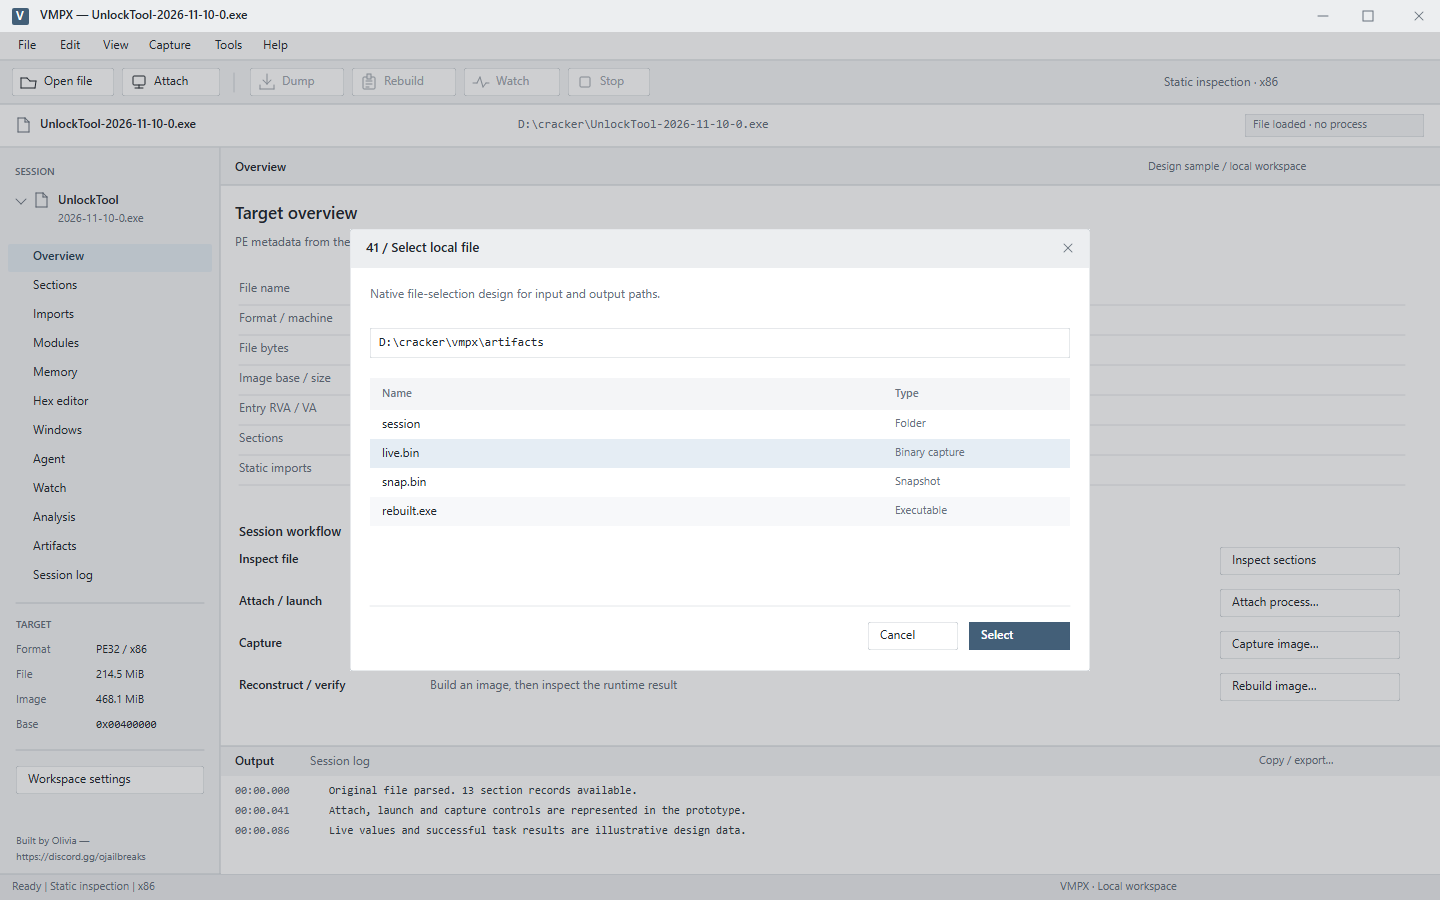 VMPX — UnlockTool-2026-11-10-0.exe
File Edit View Capture Tools Help
Open file Attach Dump Rebuild Watch Stop Static inspection · x86
UnlockTool-2026-11-10-0.exe D:\cracker\UnlockTool-2026-11-10-0.exe File loaded · no process
SESSION
UnlockTool
2026-11-10-0.exe
Overview
Sections
Imports
Modules
Memory
Hex editor
Windows
Agent
Watch
Analysis
Artifacts
Session log
TARGET
Format PE32 / x86
File 214.5 MiB
Image 468.1 MiB
Base 0x00400000
Workspace settings
Built by Olivia —
https://discord.gg/ojailbreaks
Overview Design sample / local workspace
Target overview
PE metadata from the
File name
Format / machine
File bytes
Image base / size
Entry RVA / VA
Sections
Static imports
Session workflow
Inspect file Inspect sections
Attach / launch Attach process...
Capture Capture image...
Reconstruct / verify Build an image, then inspect the runtime result Rebuild image...
41 / Select local file
Native file-selection design for input and output paths.
D:\cracker\vmpx\artifacts
Name Type
session Folder
live.bin Binary capture
snap.bin Snapshot
rebuilt.exe Executable
Cancel Select
Output Session log Copy / export...
00:00.000 Original file parsed. 13 section records available.
00:00.041 Attach, launch and capture controls are represented in the prototype.
00:00.086 Live values and successful task results are illustrative design data.
Ready | Static inspection | x86 VMPX · Local workspace